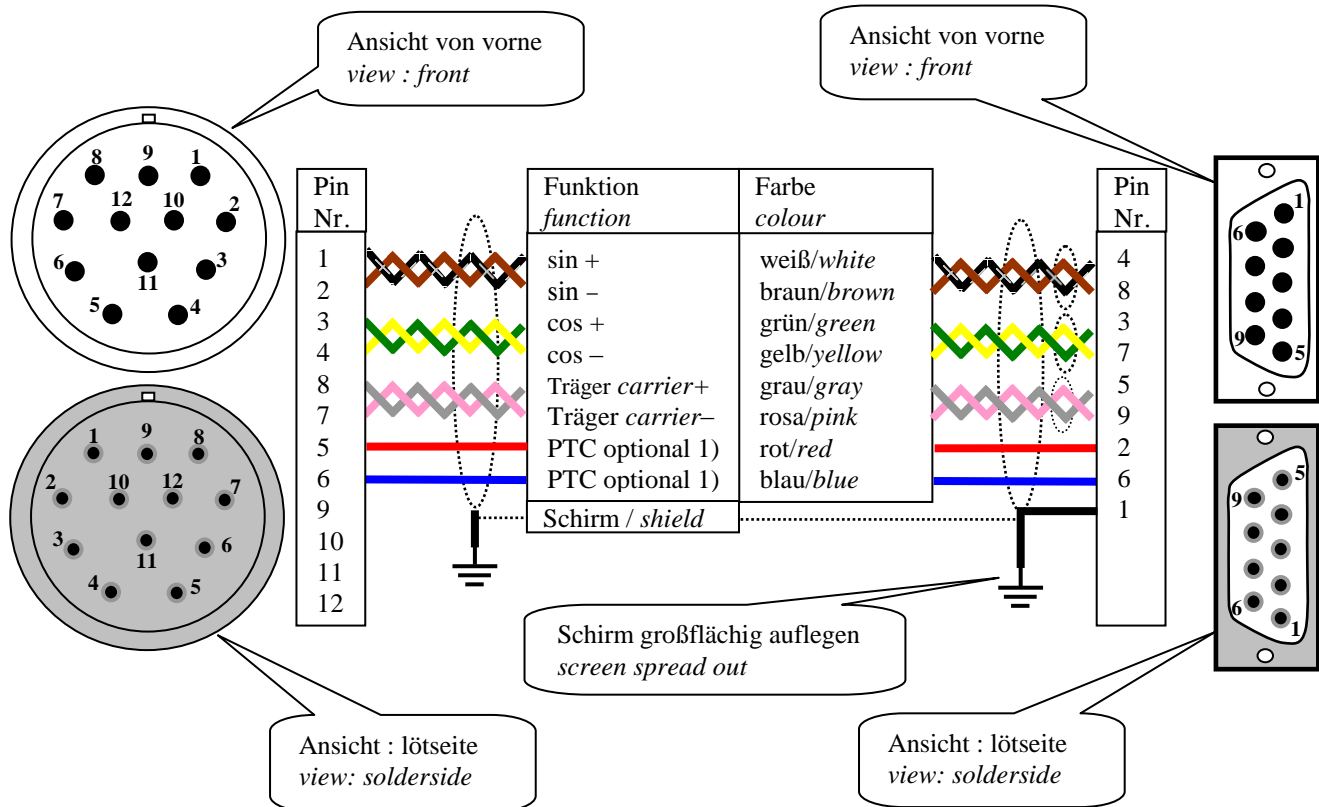 Ansicht von vorne
view : front
Ansicht von vorne
view : front
8 9 1
7 12 10 2
6 11 3
5 4
1 9 8
2 10 12 7
3 11 6
4 5
Pin
Nr.
1
2
3
4
8
7
5
6
9
10
11
12
Funktion
function
sin +
sin –
cos +
cos –
Träger carrier+
Träger carrier–
PTC optional 1)
PTC optional 1)
Schirm / shield
Farbe
colour
weiß/white
braun/brown
grün/green
gelb/yellow
grau/gray
rosa/pink
rot/red
blau/blue
Pin
Nr.
4
8
3
7
5
9
2
6
1
1
6
9
5
5
9
6
1
Schirm großflächig auflegen
screen spread out
Ansicht : lötseite
view: solderside
Ansicht : lötseite
view: solderside